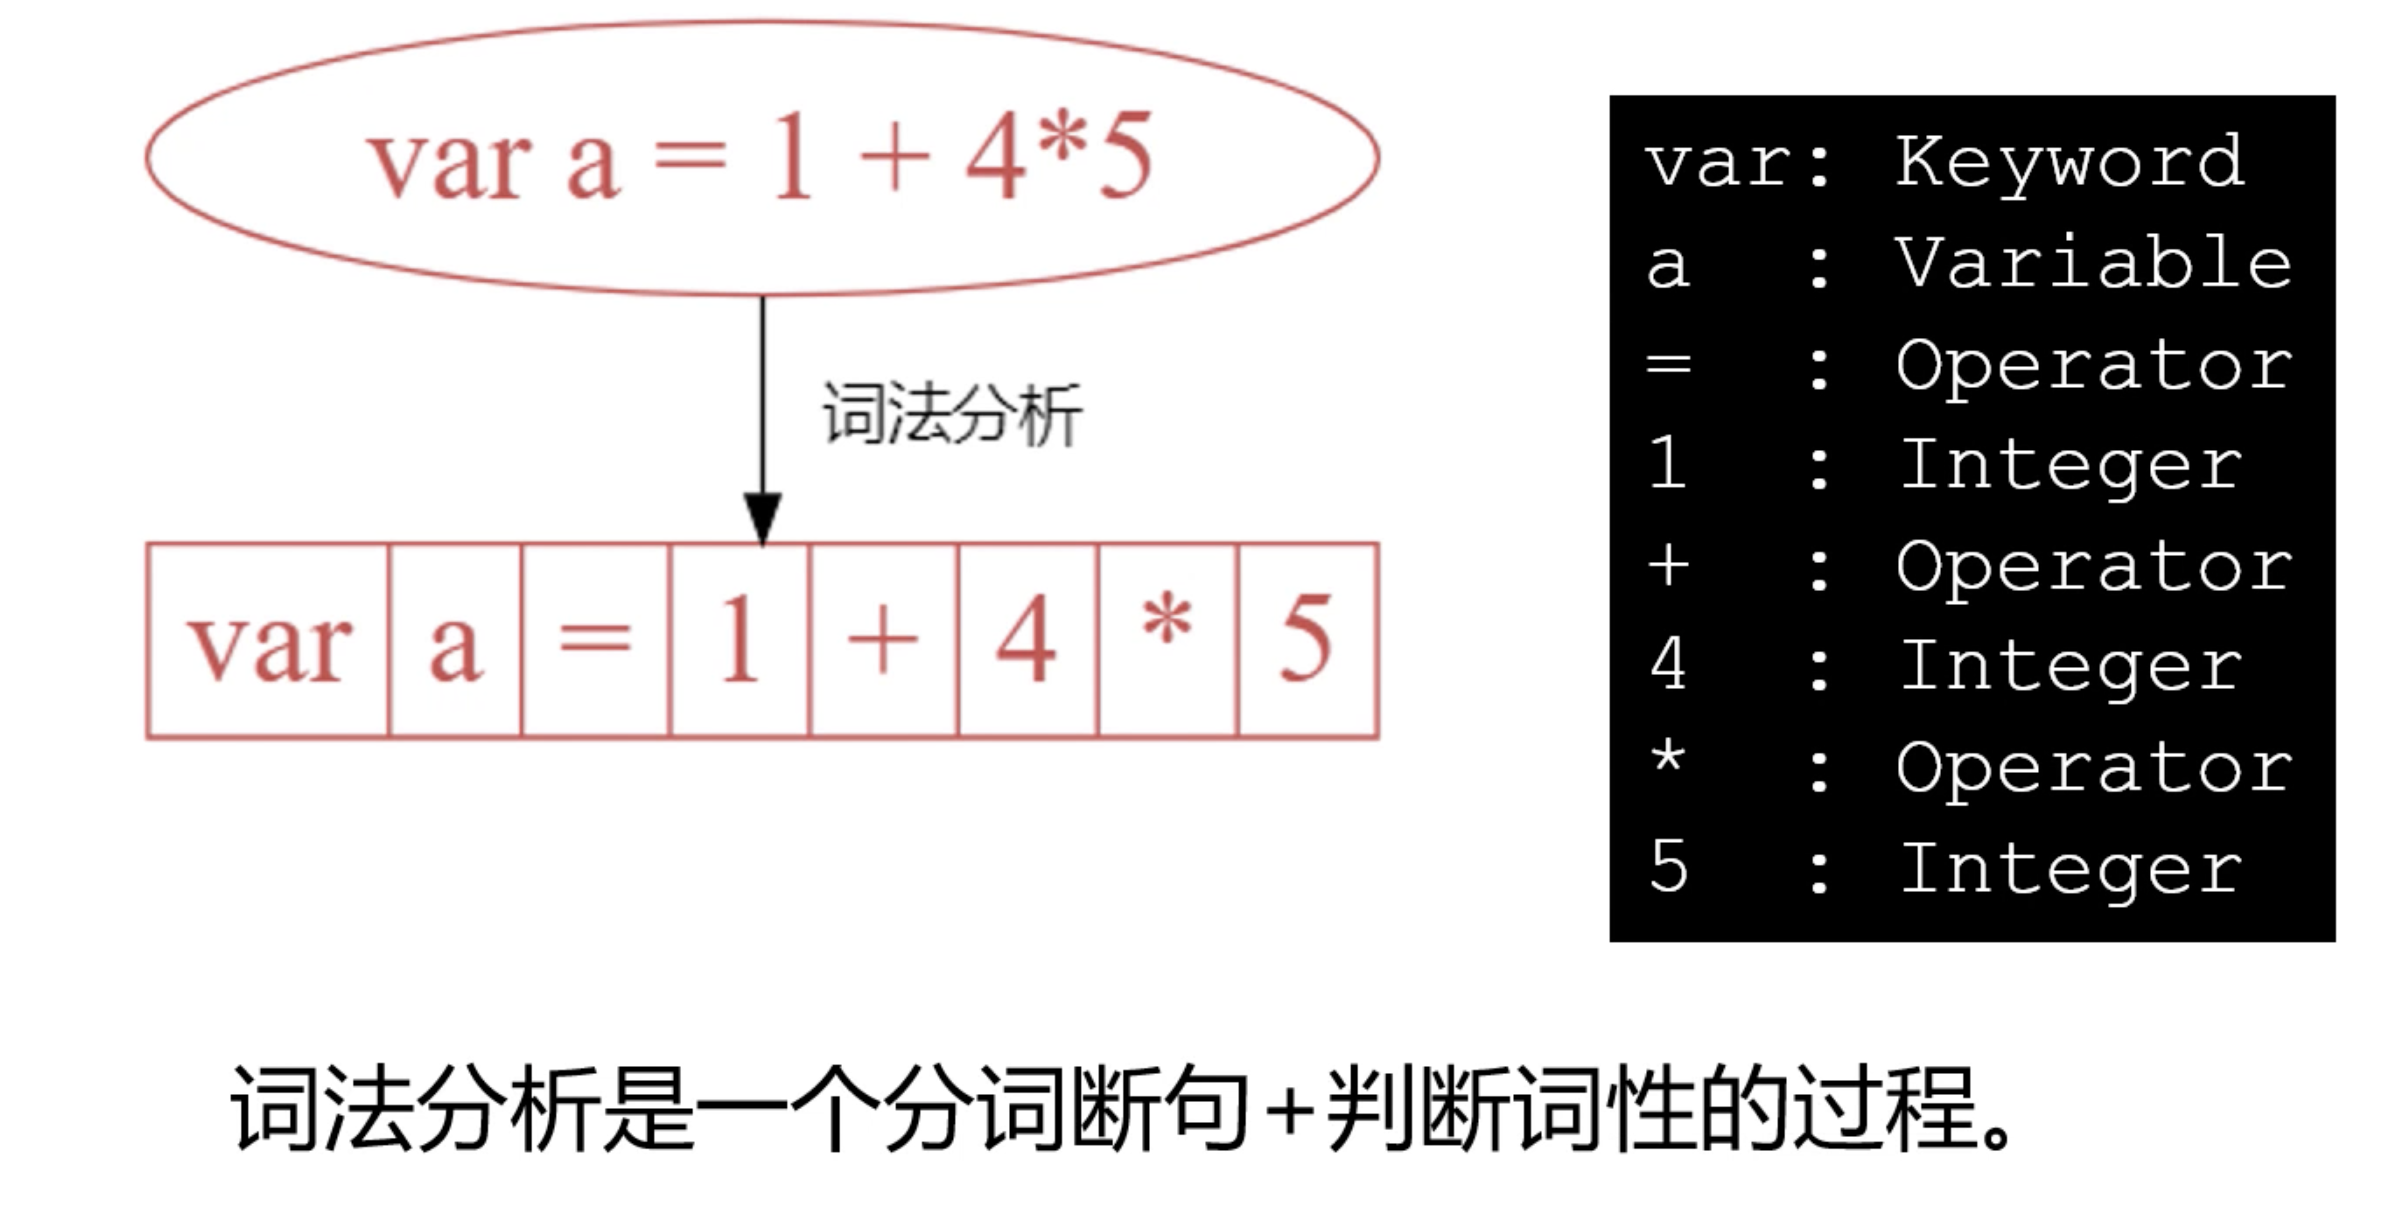 var a = 1 + 4*5
词法分析
var a = 1 + 4 * 5
var: Keyword
a : Variable
= : Operator
1 : Integer
+ : Operator
4 : Integer
* : Operator
5 : Integer
词法分析是一个分词断句+判断词性的过程。